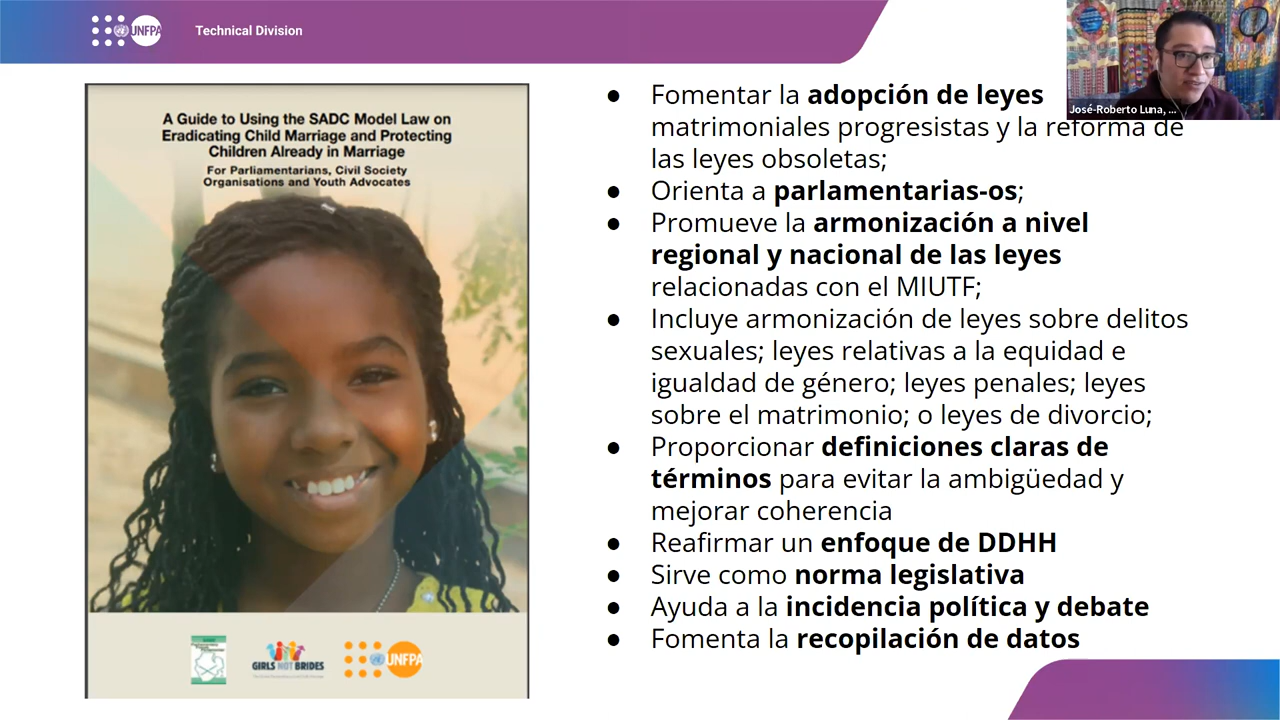 UNFPA
Technical Division
José-Roberto Luna, ...
A Guide to Using the SADC Model Law on
Eradicating Child Marriage and Protecting
Children Already in Marriage
For Parliamentarians, Civil Society
Organisations and Youth Advocates
GIRLS NOT BRIDES
UNFPA
● Fomentar la adopción de leyes
matrimoniales progresistas y la reforma de
las leyes obsoletas;
● Orienta a parlamentarias-os;
● Promueve la armonización a nivel
regional y nacional de las leyes
relacionadas con el MIUTF;
● Incluye armonización de leyes sobre delitos
sexuales; leyes relativas a la equidad e
igualdad de género; leyes penales; leyes
sobre el matrimonio; o leyes de divorcio;
● Proporcionar definiciones claras de
términos para evitar la ambigüedad y
mejorar coherencia
● Reafirmar un enfoque de DDHH
● Sirve como norma legislativa
● Ayuda a la incidencia política y debate
● Fomenta la recopilación de datos